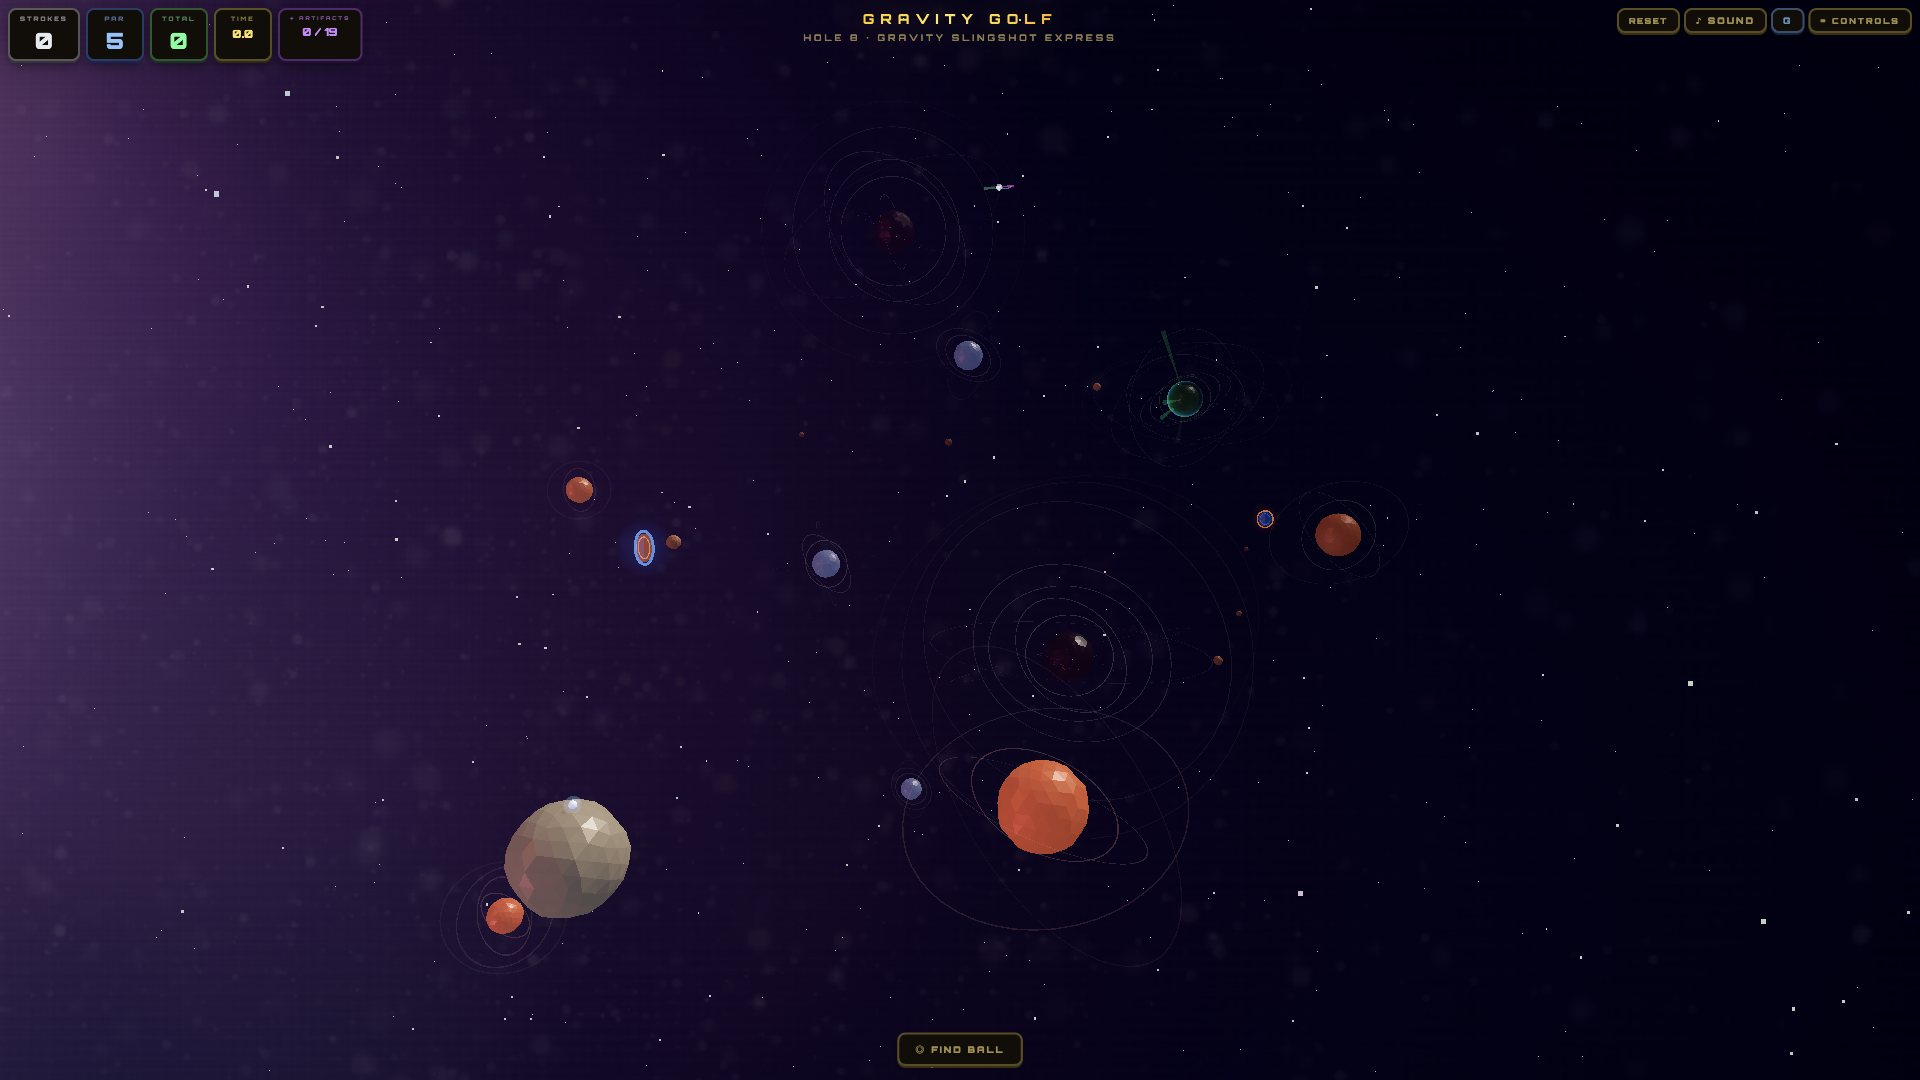 STROKES
0
PAR
5
TOTAL
0
TIME
0.0
ARTIFACTS
0 / 19
GRAVITY GOLF
HOLE 8 · GRAVITY SLINGSHOT EXPRESS
RESET
♪ SOUND
G
CONTROLS
FIND BALL